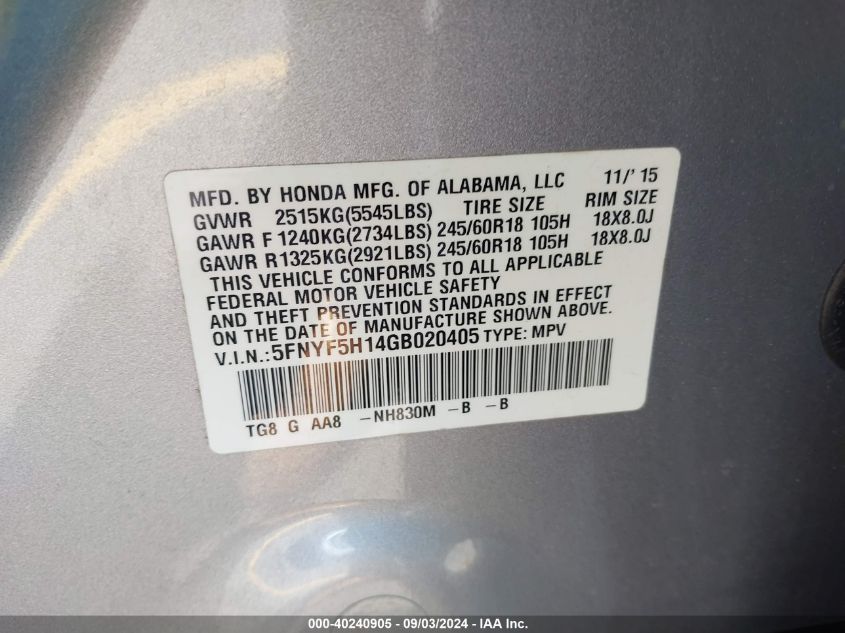 MFD. BY HONDA MFG. OF ALABAMA, LLC 11/' 15
GVWR 2515KG(5545LBS) TIRE SIZE RIM SIZE
GAWR F 1240KG(2734LBS) 245/60R18 105H 18X8.0J
GAWR R1325KG(2921LBS) 245/60R18 105H 18X8.0J
THIS VEHICLE CONFORMS TO ALL APPLICABLE
FEDERAL MOTOR VEHICLE SAFETY
AND THEFT PREVENTION STANDARDS IN EFFECT
ON THE DATE OF MANUFACTURE SHOWN ABOVE.
V.I.N.:5FNYF5H14GB020405 TYPE: MPV
TG8 G AA8 -NH830M -B -B
000-40240905 - 09/03/2024 - IAA Inc.